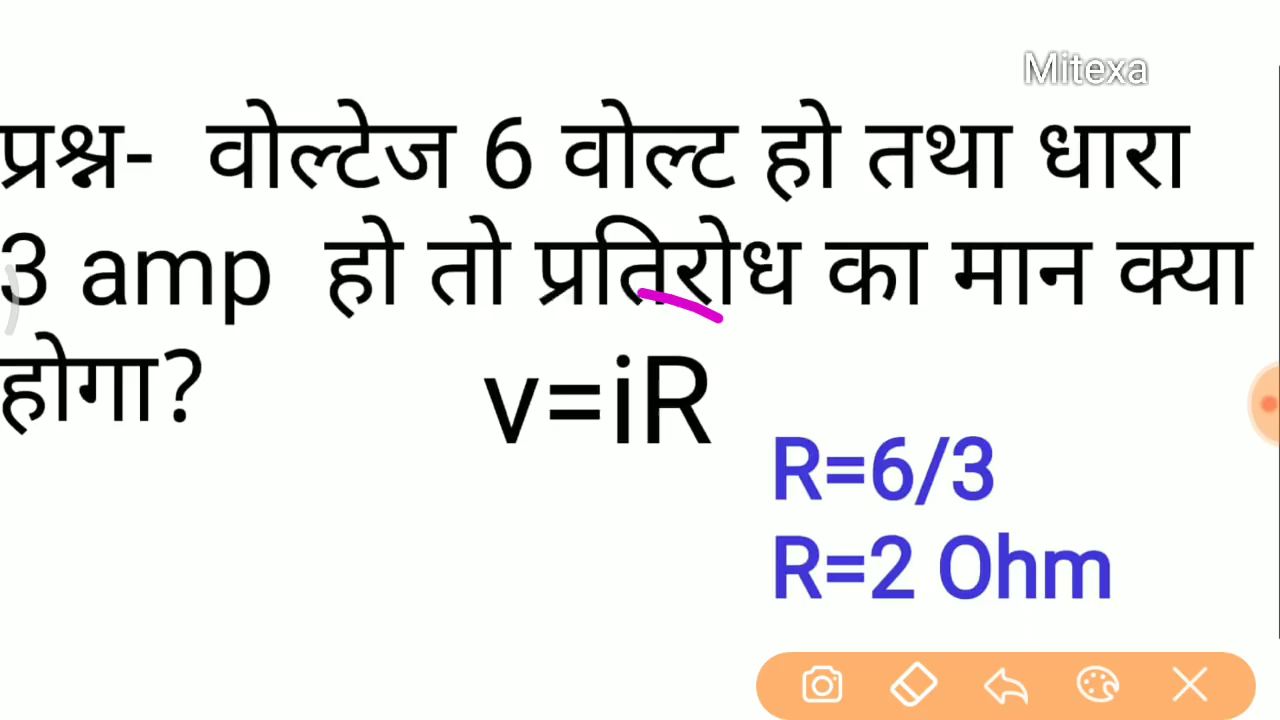 Mitexa
प्रश्न- वोल्टेज 6 वोल्ट हो तथा धारा
3 amp हो तो प्रतिरोध का मान क्या
होगा?
v=iR
R=6/3
R=2 Ohm